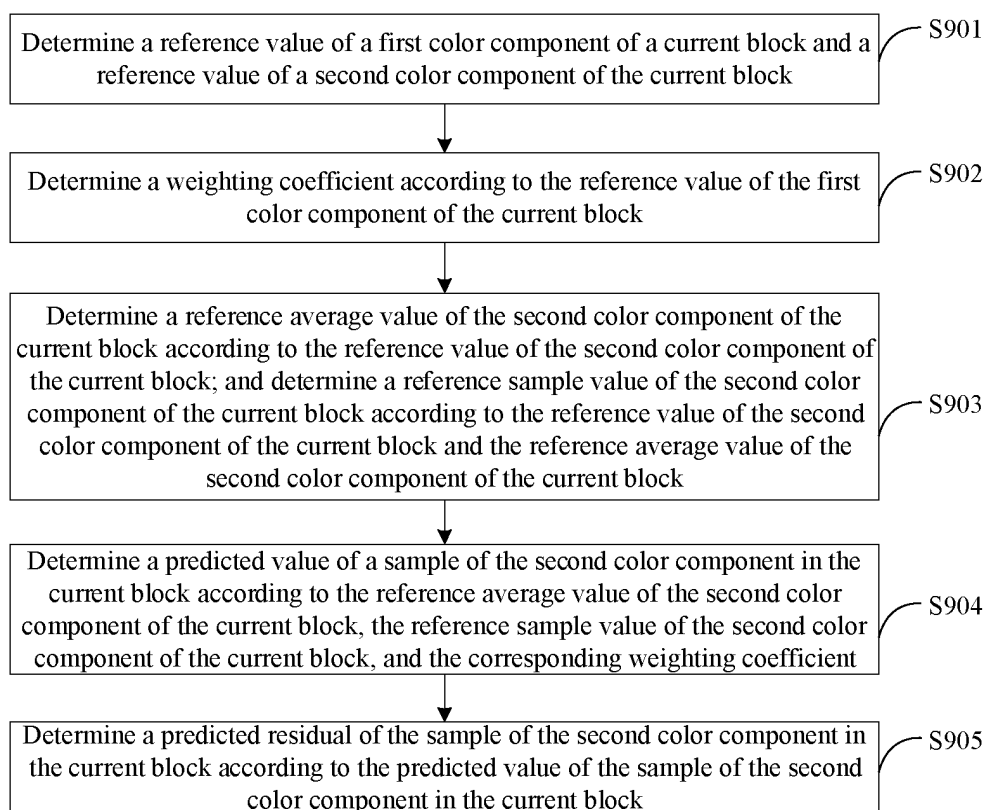 Determine a reference value of a first color component of a current block and a
reference value of a second color component of the current block
S901
Determine a weighting coefficient according to the reference value of the first
color component of the current block
S902
Determine a reference average value of the second color component of the
current block according to the reference value of the second color component of
the current block; and determine a reference sample value of the second color
component of the current block according to the reference value of the second
color component of the current block and the reference average value of the
second color component of the current block
S903
Determine a predicted value of a sample of the second color component in the
current block according to the reference average value of the second color
component of the current block, the reference sample value of the second color
component of the current block, and the corresponding weighting coefficient
S904
Determine a predicted residual of the sample of the second color component in
the current block according to the predicted value of the sample of the second
color component in the current block
S905